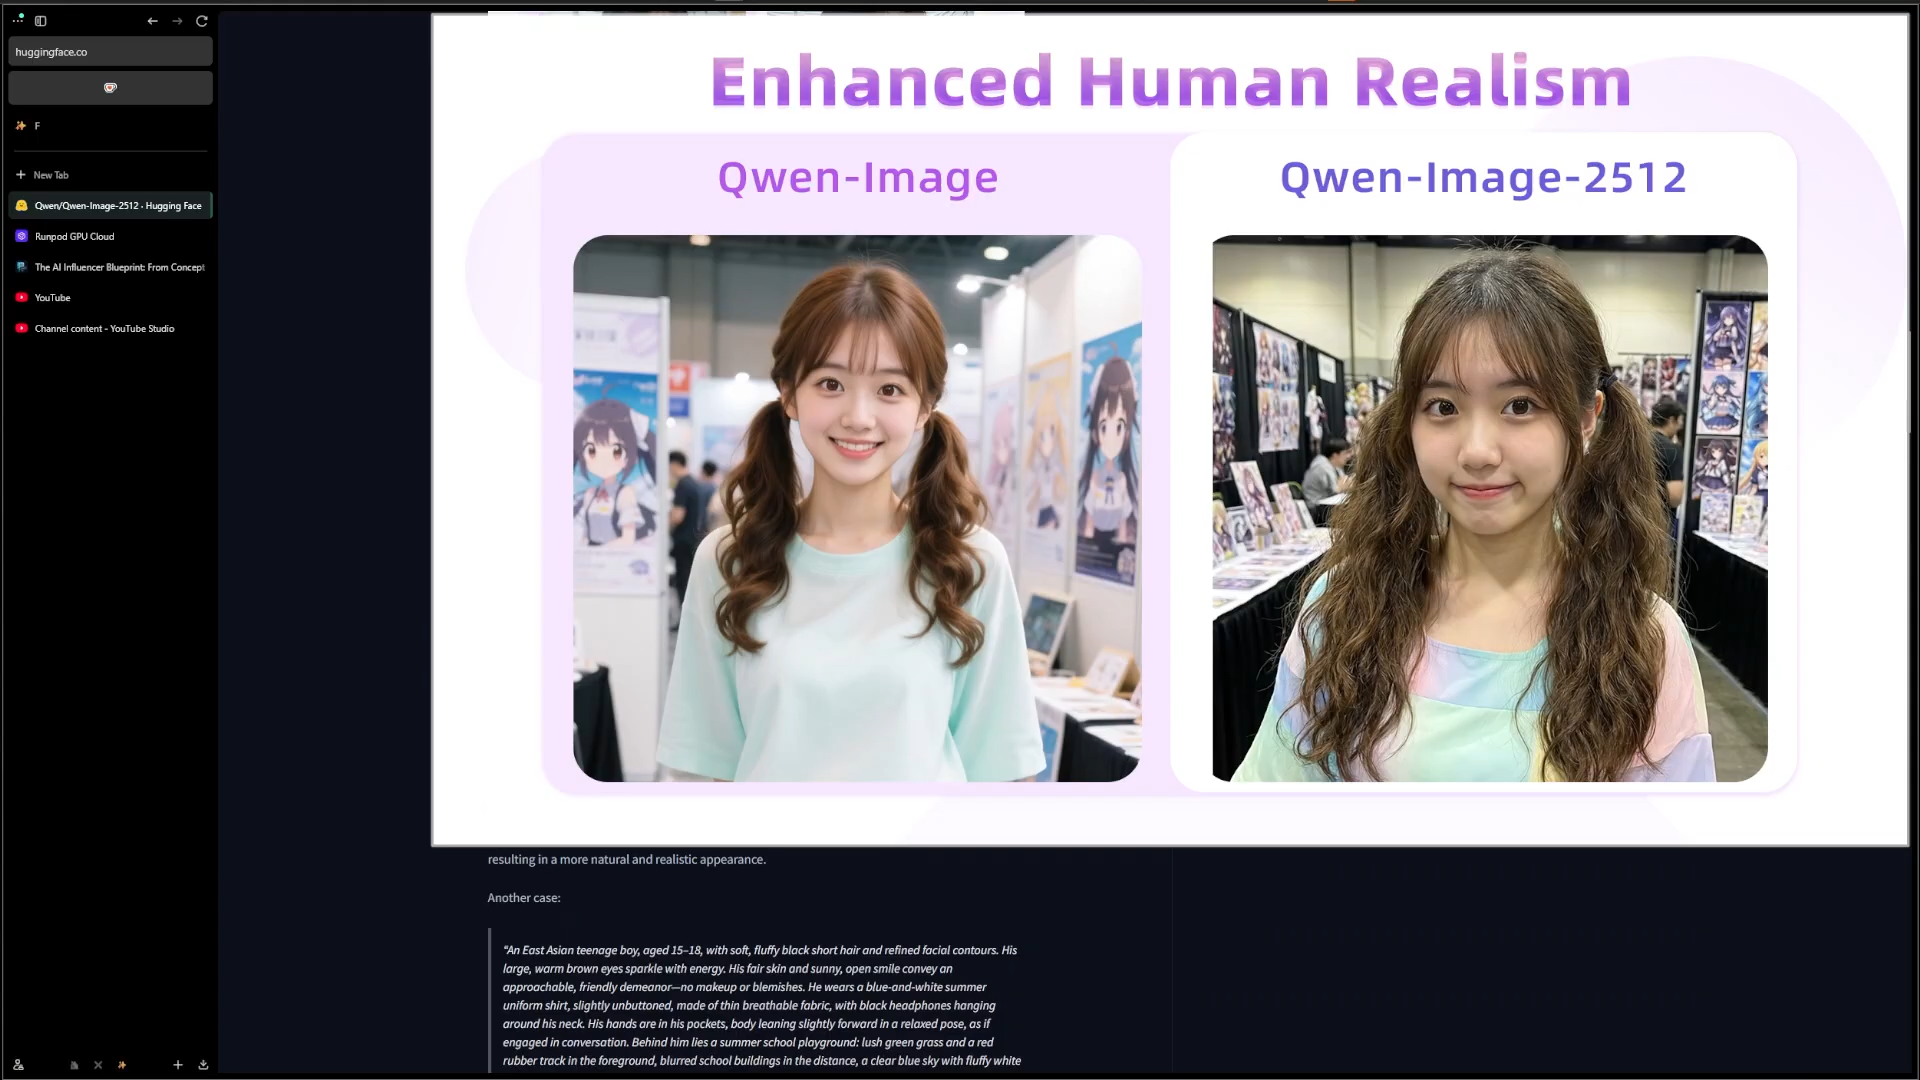 huggingface.co
F
New Tab
Qwen/Qwen-Image-2512 · Hugging Face
Runpod GPU Cloud
The AI Influencer Blueprint: From Concept
YouTube
Channel content - YouTube Studio
Enhanced Human Realism
Qwen-Image
Qwen-Image-2512
resulting in a more natural and realistic appearance.
Another case:
“An East Asian teenage boy, aged 15–18, with soft, fluffy black short hair and refined facial contours. His
large, warm brown eyes sparkle with energy. His fair skin and sunny, open smile convey an
approachable, friendly demeanor—no makeup or blemishes. He wears a blue-and-white summer
uniform shirt, slightly unbuttoned, made of thin breathable fabric, with black headphones hanging
around his neck. His hands are in his pockets, body leaning slightly forward in a relaxed pose, as if
engaged in conversation. Behind him lies a summer school playground: lush green grass and a red
rubber track in the foreground, blurred school buildings in the distance, a clear blue sky with fluffy white